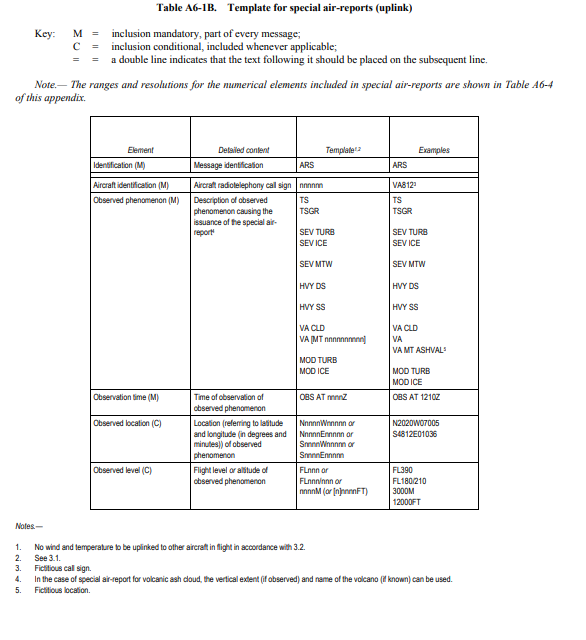 Table A6-1B. Template for special air-reports (uplink)
Key: M = inclusion mandatory, part of every message;
C = inclusion conditional, included whenever applicable;
= = a double line indicates that the text following it should be placed on the subsequent line.
Note.— The ranges and resolutions for the numerical elements included in special air-reports are shown in Table A6-4
of this appendix.
Element Detailed content Template1,2 Examples
Identification (M) Message identification ARS ARS
Aircraft identification (M) Aircraft radiotelephony call sign nnnnnn VA8123
Observed phenomenon (M) Description of observed TS TS
phenomenon causing the TSGR TSGR
issuance of the special air-
report4 SEV TURB SEV TURB
SEV ICE SEV ICE
SEV MTW SEV MTW
HVY DS HVY DS
HVY SS HVY SS
VA CLD VA CLD
VA [MT nnnnnnnnnn] VA
VA MT ASHVAL5
MOD TURB
MOD ICE MOD TURB
MOD ICE
Observation time (M) Time of observation of OBS AT nnnnZ OBS AT 1210Z
observed phenomenon
Observed location (C) Location (referring to latitude NnnnnWnnnnn or N2020W07005
and longitude (in degrees and NnnnnEnnnnn or S4812E01036
minutes)) of observed SnnnnWnnnnn or
phenomenon SnnnnEnnnnn
Observed level (C) Flight level or altitude of FLnnn or FL390
observed phenomenon FLnnn/nnn or FL180/210
nnnnM (or [n]nnnnFT) 3000M
12000FT
Notes.—
1. No wind and temperature to be uplinked to other aircraft in flight in accordance with 3.2.
2. See 3.1.
3. Fictitious call sign.
4. In the case of special air-report for volcanic ash cloud, the vertical extent (if observed) and name of the volcano (if known) can be used.
5. Fictitious location.